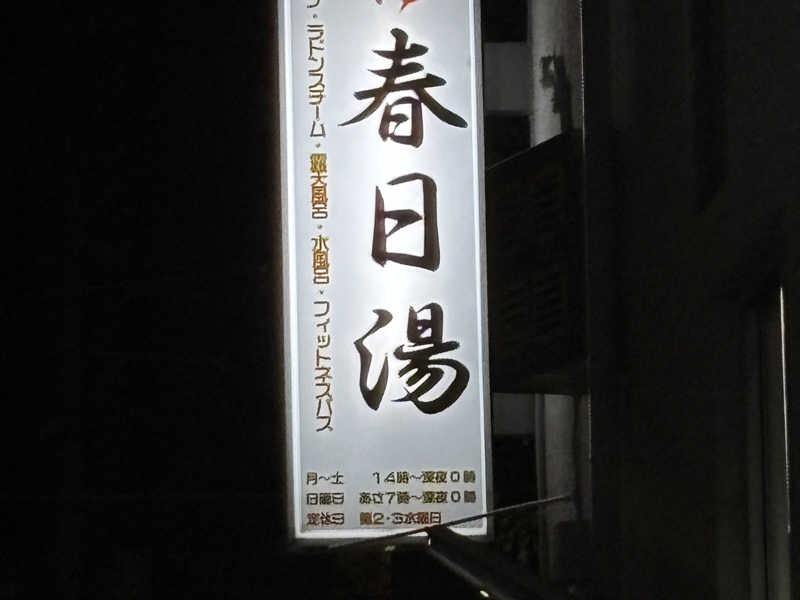 春日湯
ラドンスチーム・露天風呂・水風呂・フィットネスバス
月〜土 14時〜深夜0時
日曜日 あさ7時〜深夜0時
定休日 第2・3水曜日